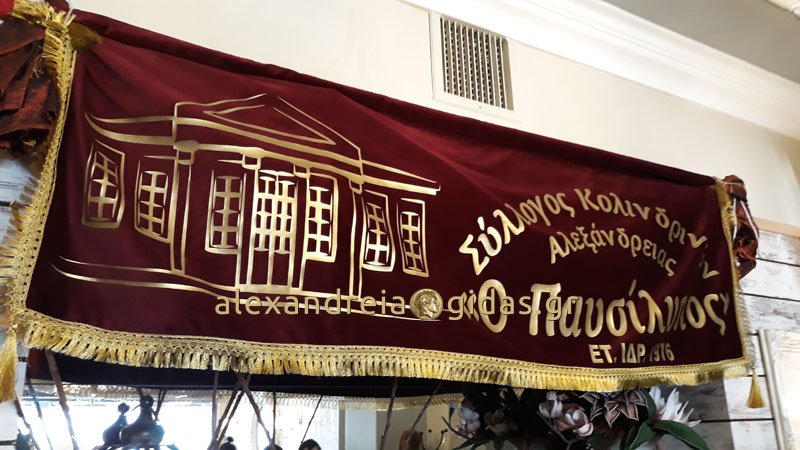 Σύλλογος Κολινδρινών
Αλεξάνδρειας
«Ο Παυσίλυπος»
ΕΤ. ΙΔΡ 1976
alexandreia gidas.gr